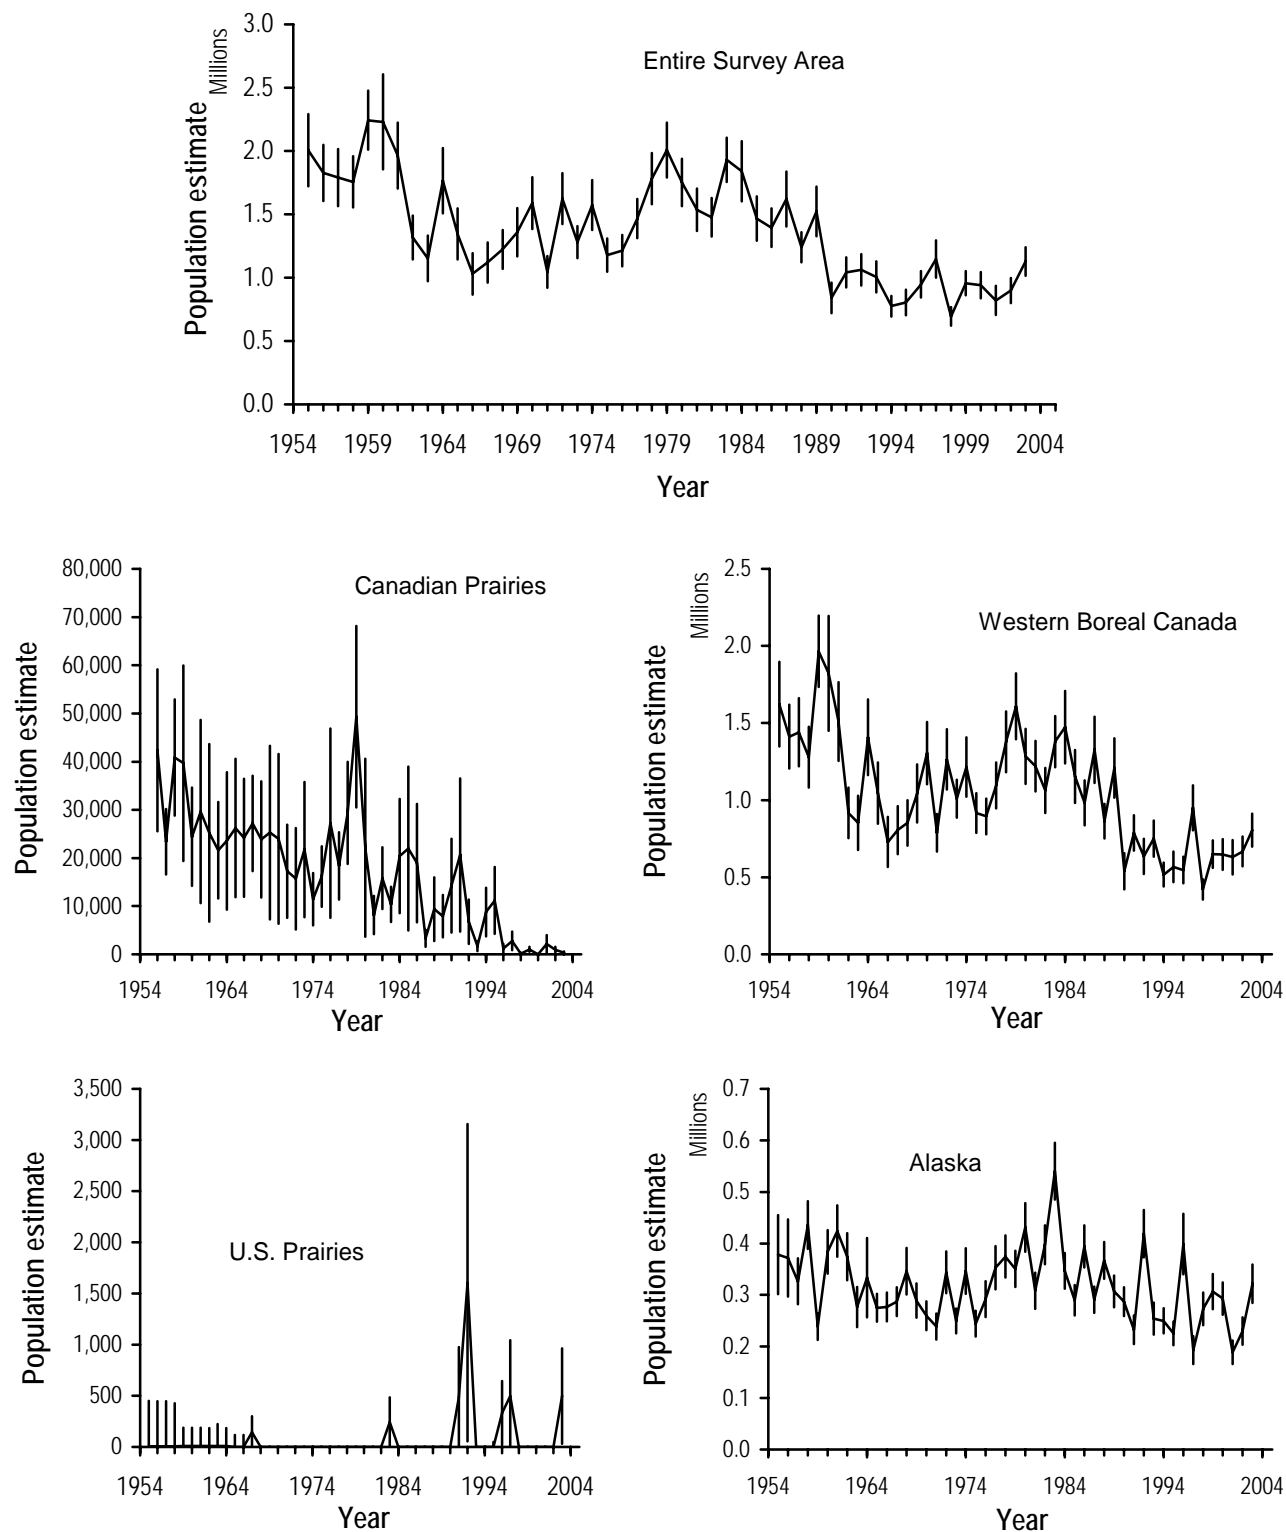 Entire Survey Area
Millions
Population estimate
3.0
2.5
2.0
1.5
1.0
0.5
0.0
1954 1959 1964 1969 1974 1979 1984 1989 1994 1999 2004
Year
Canadian Prairies
Population estimate
80,000
70,000
60,000
50,000
40,000
30,000
20,000
10,000
0
1954 1964 1974 1984 1994 2004
Year
Western Boreal Canada
Millions
Population estimate
2.5
2.0
1.5
1.0
0.5
0.0
1954 1964 1974 1984 1994 2004
Year
U.S. Prairies
Population estimate
3,500
3,000
2,500
2,000
1,500
1,000
500
0
1954 1964 1974 1984 1994 2004
Year
Alaska
Millions
Population estimate
0.7
0.6
0.5
0.4
0.3
0.2
0.1
0.0
1954 1964 1974 1984 1994 2004
Year